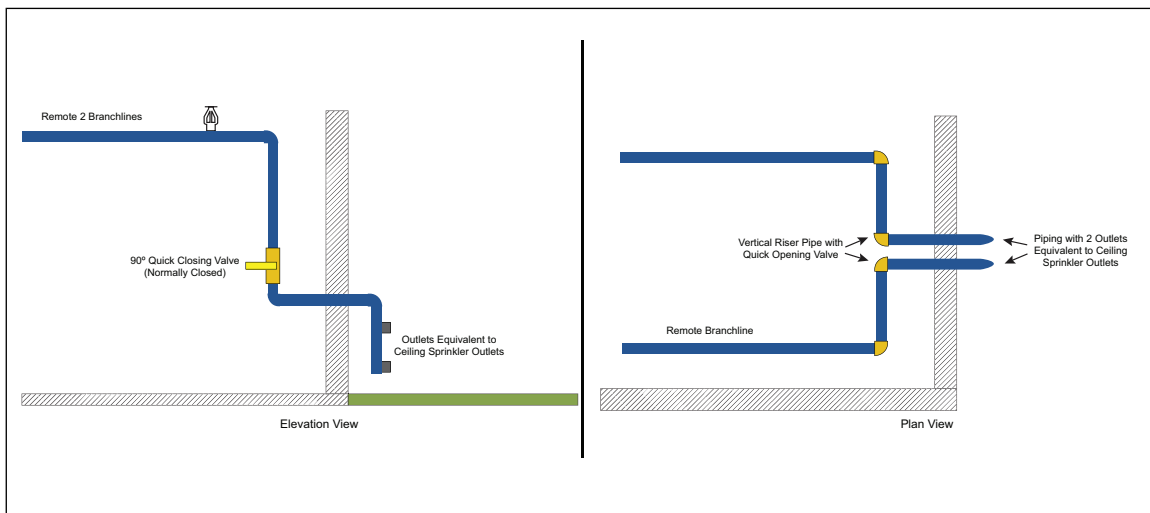 Remote 2 Branchlines
90º Quick Closing Valve
(Normally Closed)
Outlets Equivalent to
Ceiling Sprinkler Outlets
Elevation View
Vertical Riser Pipe with
Quick Opening Valve
Piping with 2 Outlets
Equivalent to Ceiling
Sprinkler Outlets
Remote Branchline
Plan View